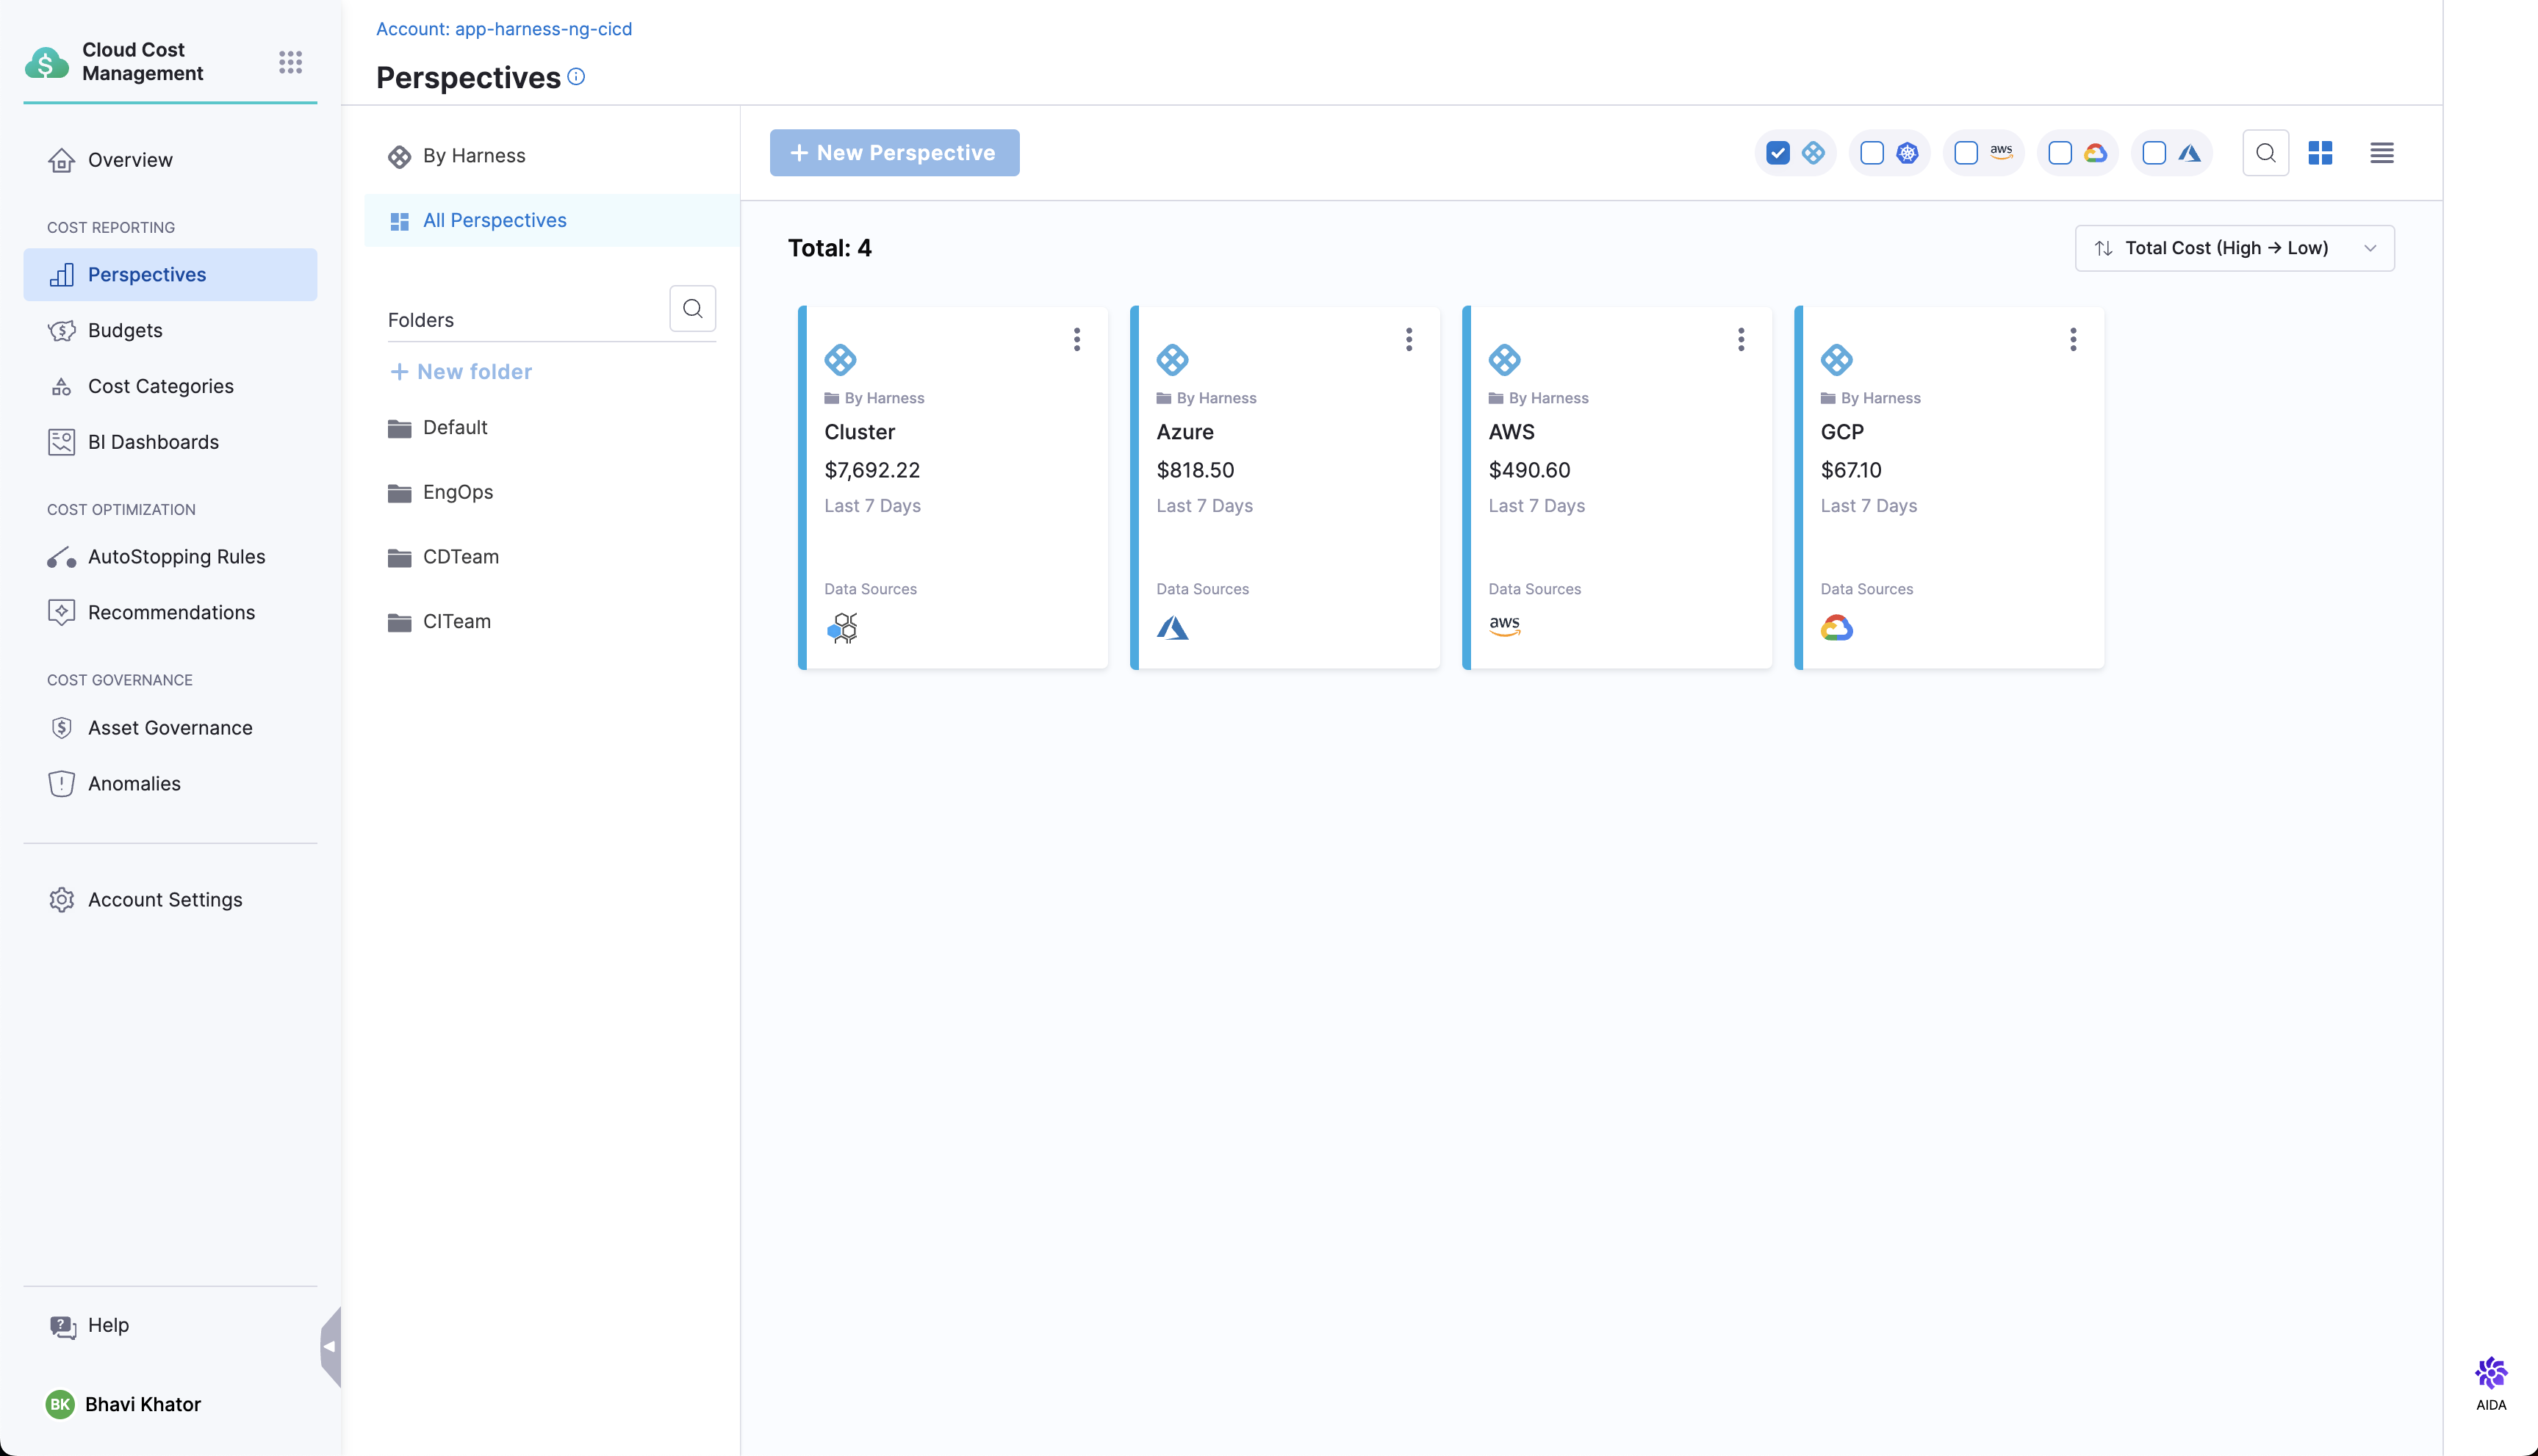 Cloud Cost
Management
Overview
COST REPORTING
Perspectives
Budgets
Cost Categories
BI Dashboards
COST OPTIMIZATION
AutoStopping Rules
Recommendations
COST GOVERNANCE
Asset Governance
Anomalies
Account Settings
Help
BK Bhavi Khator
Account: app-harness-ng-cicd
Perspectives
By Harness
All Perspectives
Folders
+ New folder
Default
EngOps
CDTeam
CITeam
+ New Perspective
aws
Total: 4
Total Cost (High → Low)
By Harness
Cluster
$7,692.22
Last 7 Days
Data Sources
By Harness
Azure
$818.50
Last 7 Days
Data Sources
By Harness
AWS
$490.60
Last 7 Days
Data Sources
aws
By Harness
GCP
$67.10
Last 7 Days
Data Sources
AIDA